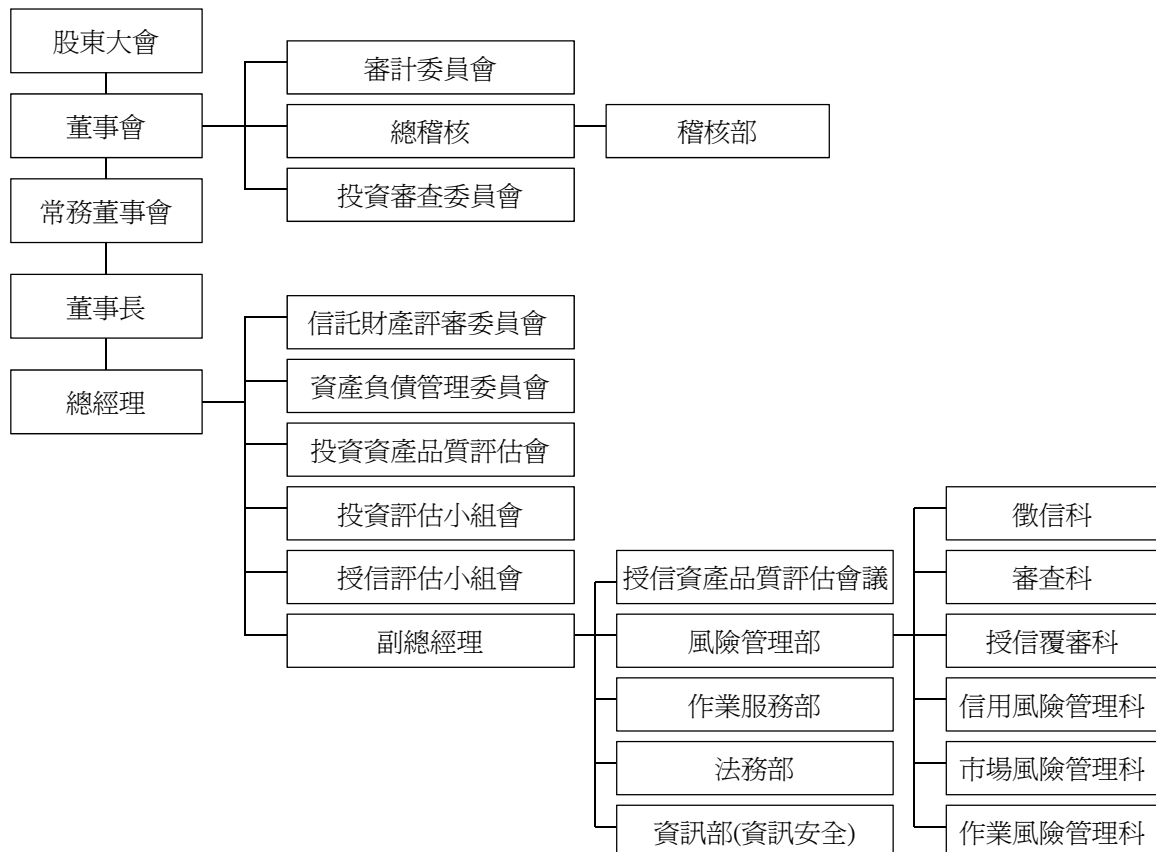 股東大會
審計委員會
董事會
總稽核
稽核部
投資審查委員會
常務董事會
董事長
信託財產評審委員會
資產負債管理委員會
總經理
投資資產品質評估會
投資評估小組會
徵信科
授信評估小組會
授信資產品質評估會議
審查科
副總經理
風險管理部
授信覆審科
作業服務部
信用風險管理科
法務部
市場風險管理科
資訊部(資訊安全)
作業風險管理科